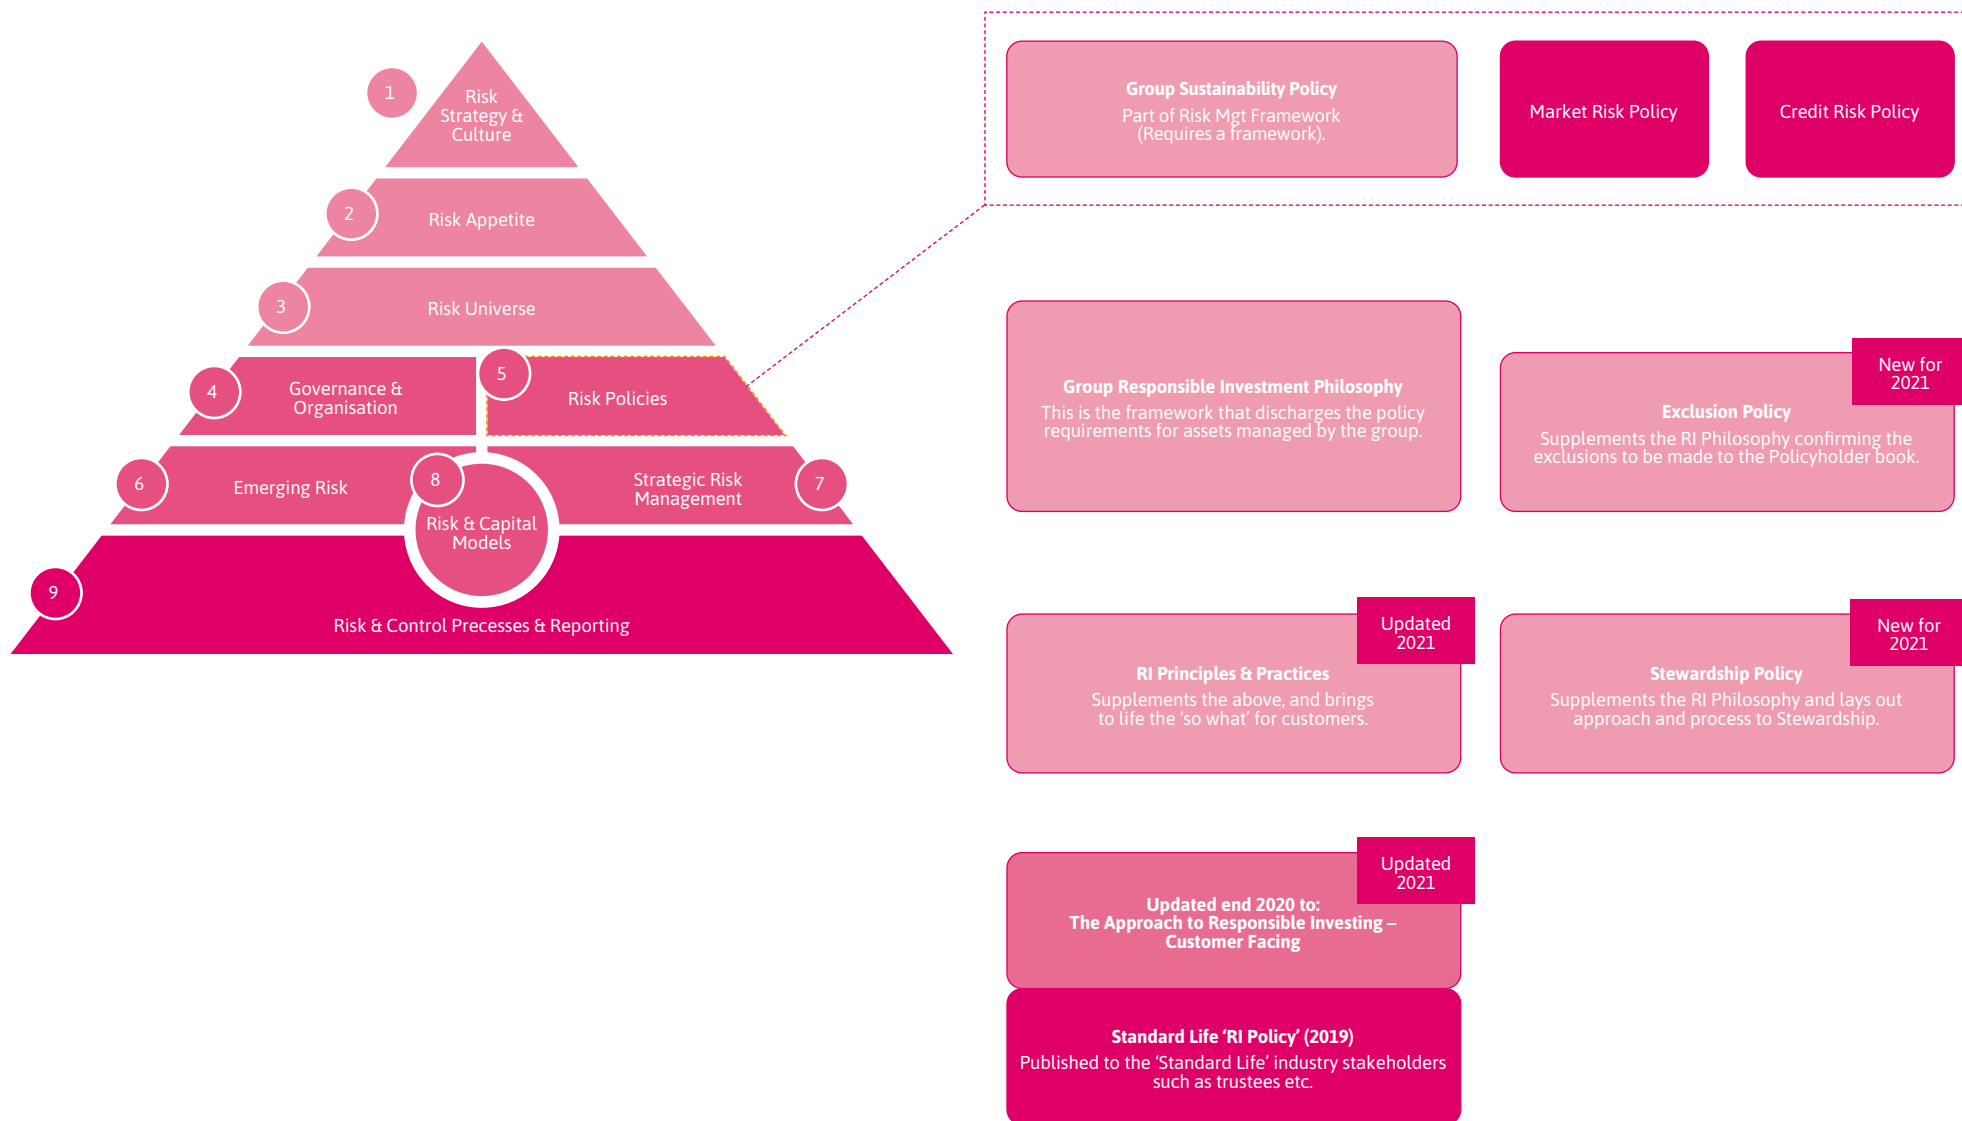 1
Risk
Strategy &
Culture
2
Risk Appetite
3
Risk Universe
4
Governance &
Organisation
5
Risk Policies
6
Emerging Risk
8
Risk & Capital
Models
Strategic Risk
Management
7
9
Risk & Control Precesses & Reporting
Group Sustainability Policy
Part of Risk Mgt Framework
(Requires a framework).
Market Risk Policy
Credit Risk Policy
Group Responsible Investment Philosophy
This is the framework that discharges the policy
requirements for assets managed by the group.
New for
2021
Exclusion Policy
Supplements the RI Philosophy confirming the
exclusions to be made to the Policyholder book.
Updated
2021
RI Principles & Practices
Supplements the above, and brings
to life the ‘so what’ for customers.
New for
2021
Stewardship Policy
Supplements the RI Philosophy and lays out
approach and process to Stewardship.
Updated
2021
Updated end 2020 to:
The Approach to Responsible Investing –
Customer Facing
Standard Life ‘RI Policy’ (2019)
Published to the ‘Standard Life’ industry stakeholders
such as trustees etc.